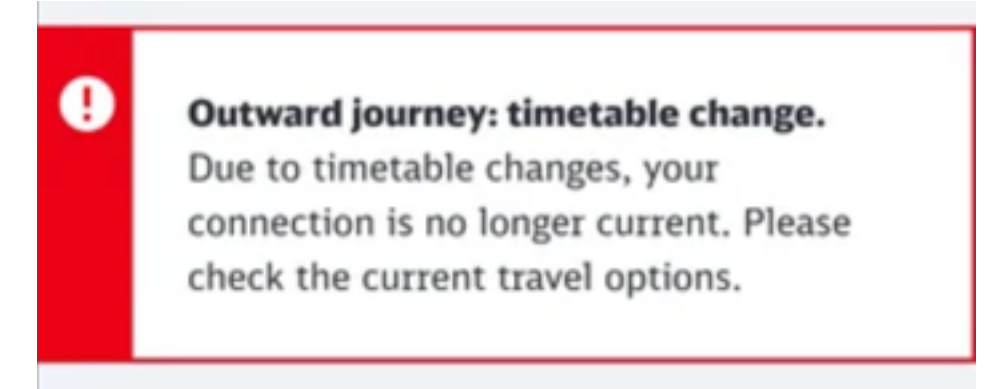 Outward journey: timetable change.
Due to timetable changes, your
connection is no longer current. Please
check the current travel options.